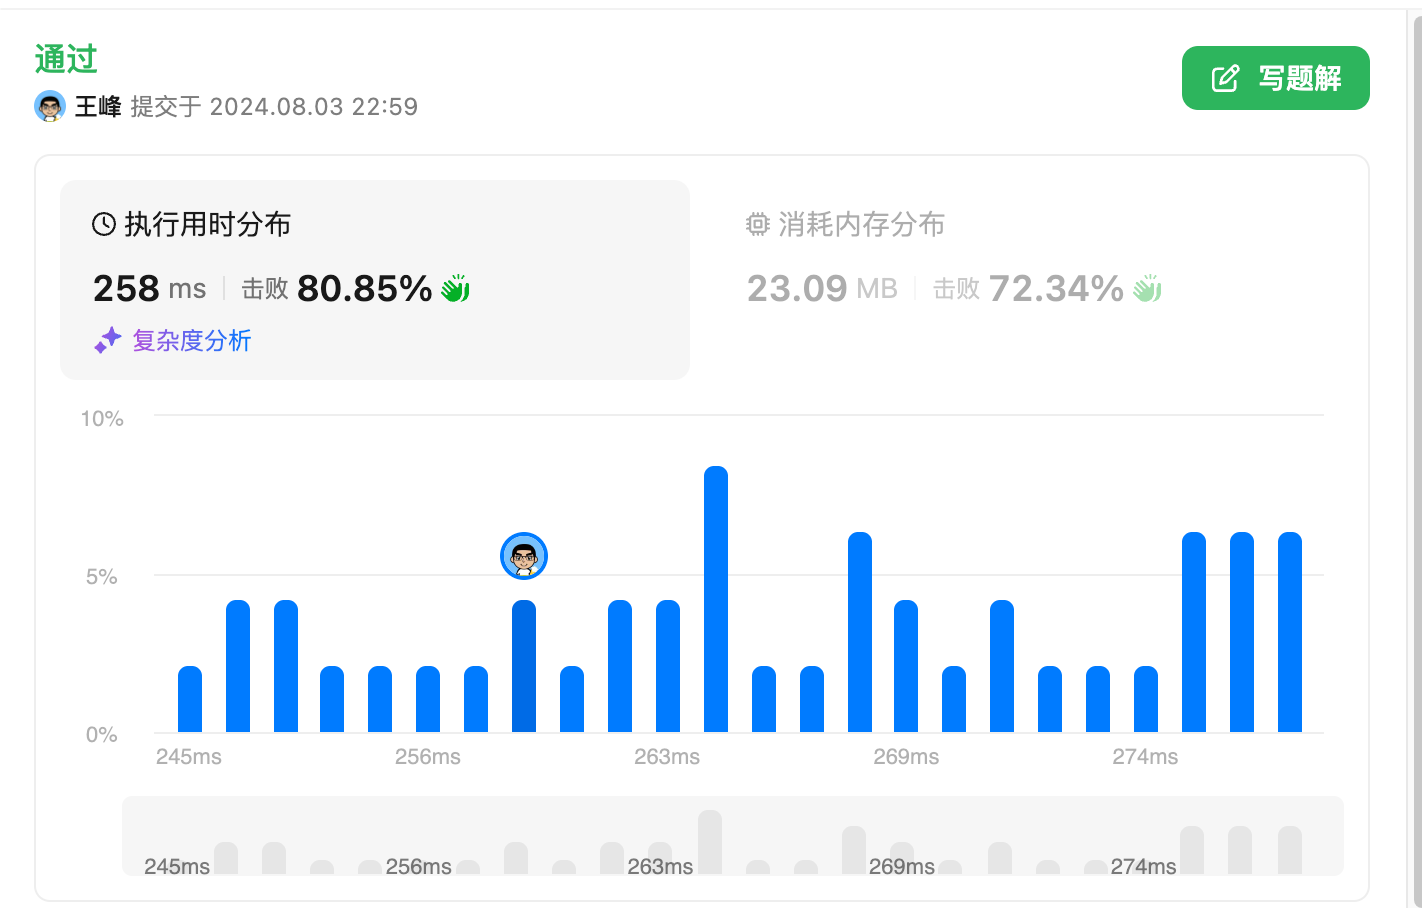 通过
写题解
王峰 提交于 2024.08.03 22:59
执行用时分布
258 ms 击败 80.85%
复杂度分析
消耗内存分布
23.09 MB 击败 72.34%
10%
5%
0%
245ms 256ms 263ms 269ms 274ms
245ms 256ms 263ms 269ms 274ms